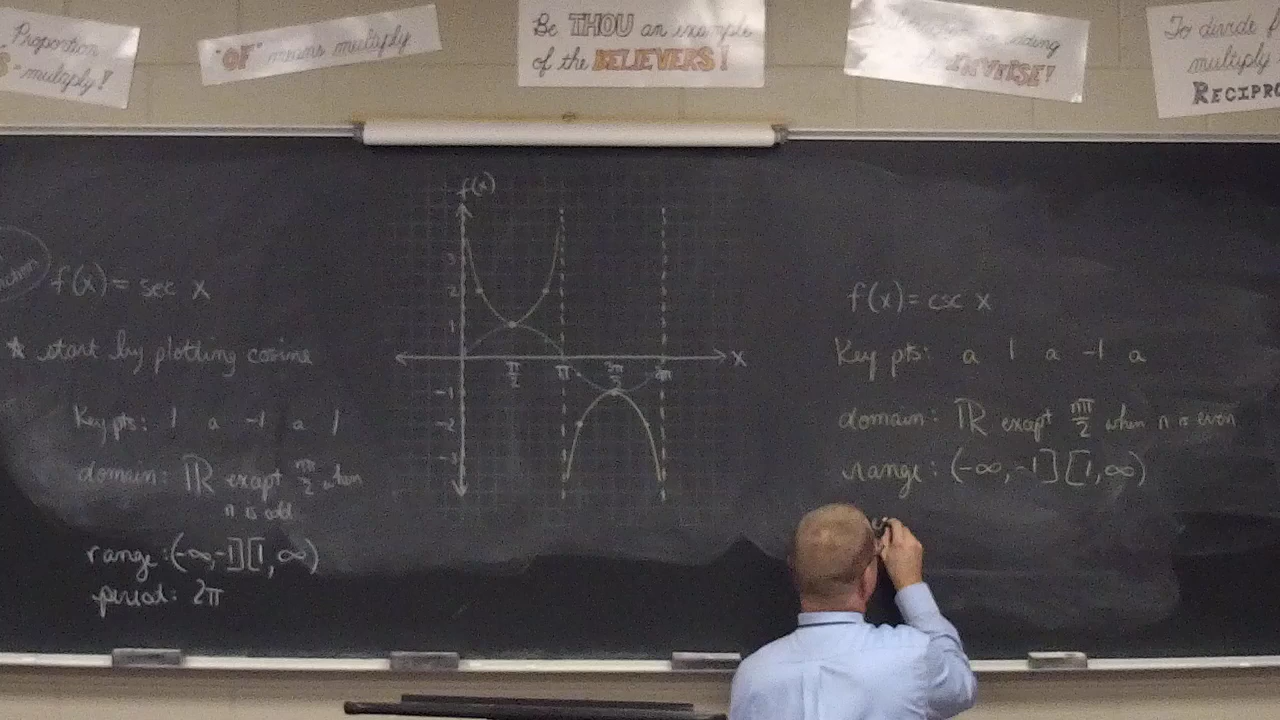 Proportion
"multiply!
"OF" means multiply
Be THOU an example
of the BELIEVERS!
adding
INVERSE!
To divide
multiply
RECIPRO
f(x) = sec x
* start by plotting cosine
Key pts: 1 a -1 a 1
domain: ℝ except nπ/2 when
n is odd
range: (-∞,-1][1,∞)
period: 2π
f(x)
3
2
1
x
π/2 π 3π/2 2π
-1
-2
-3
f(x) = csc x
Key pts: a 1 a -1 a
domain: ℝ except nπ/2 when n is even
range: (-∞,-1][1,∞)